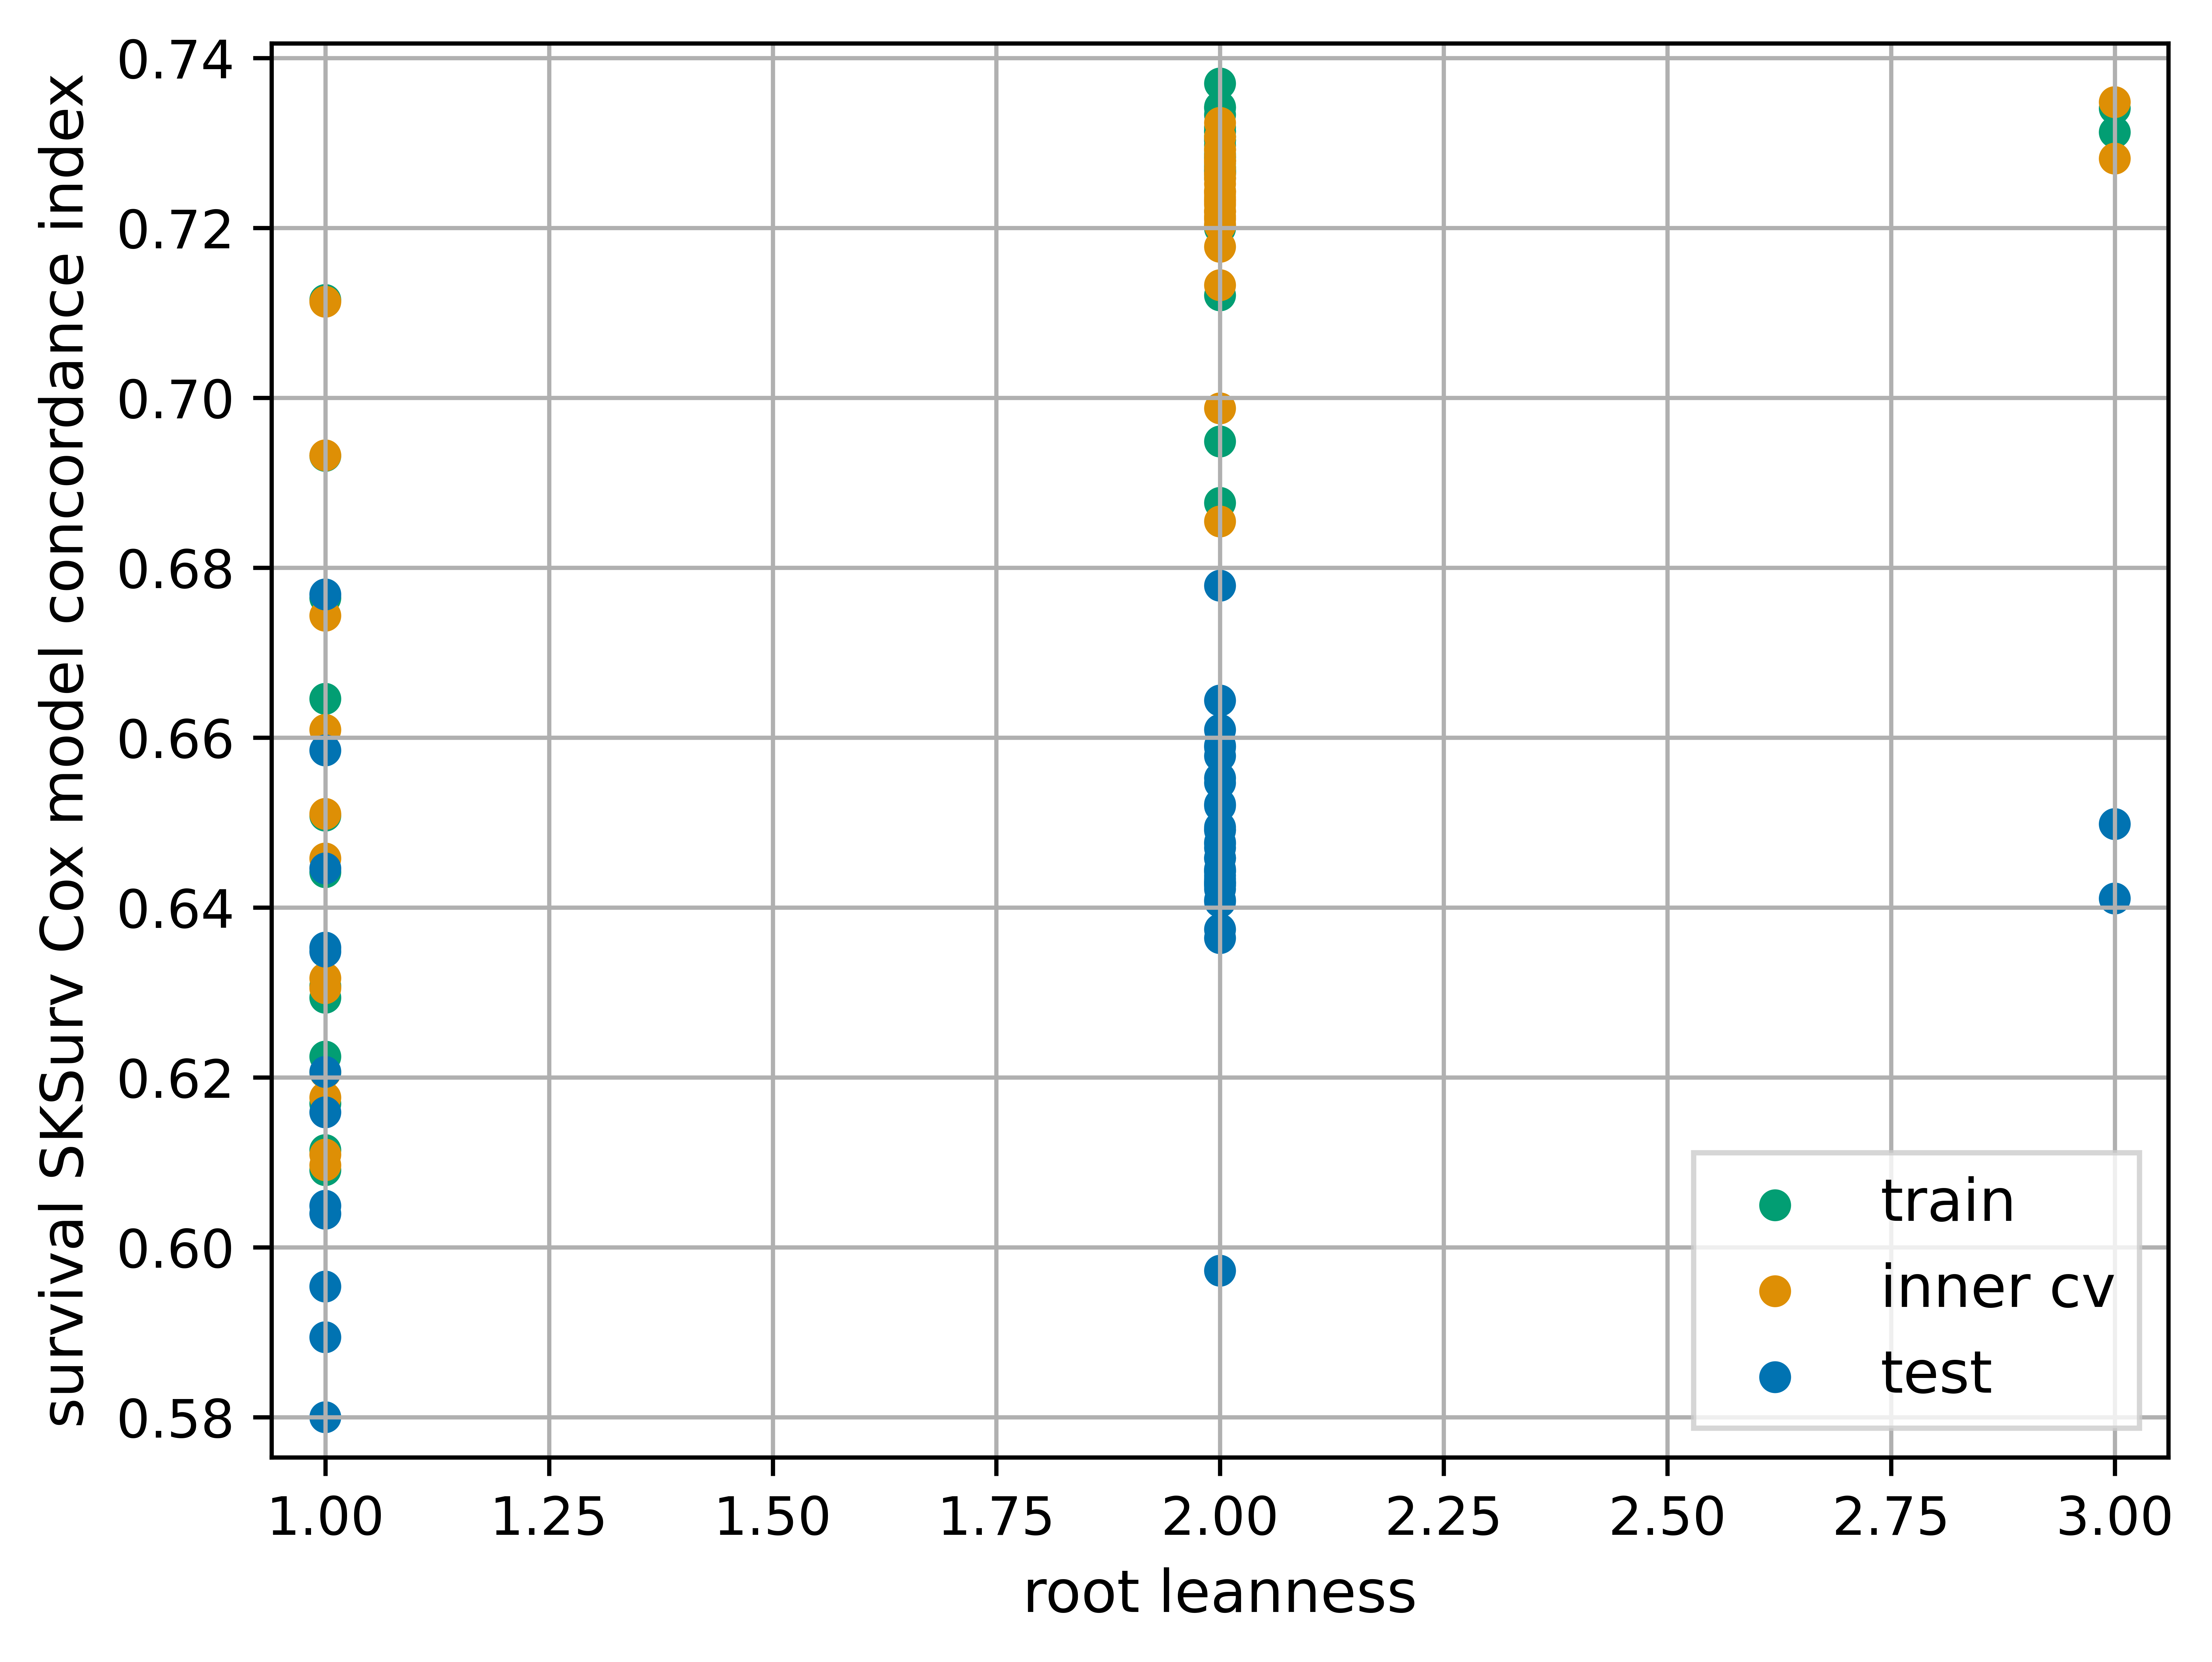 survival SKSurv Cox model concordance index
0.74
0.72
0.70
0.68
0.66
0.64
0.62
0.60
0.58
train
inner cv
test
1.00 1.25 1.50 1.75 2.00 2.25 2.50 2.75 3.00
root leanness